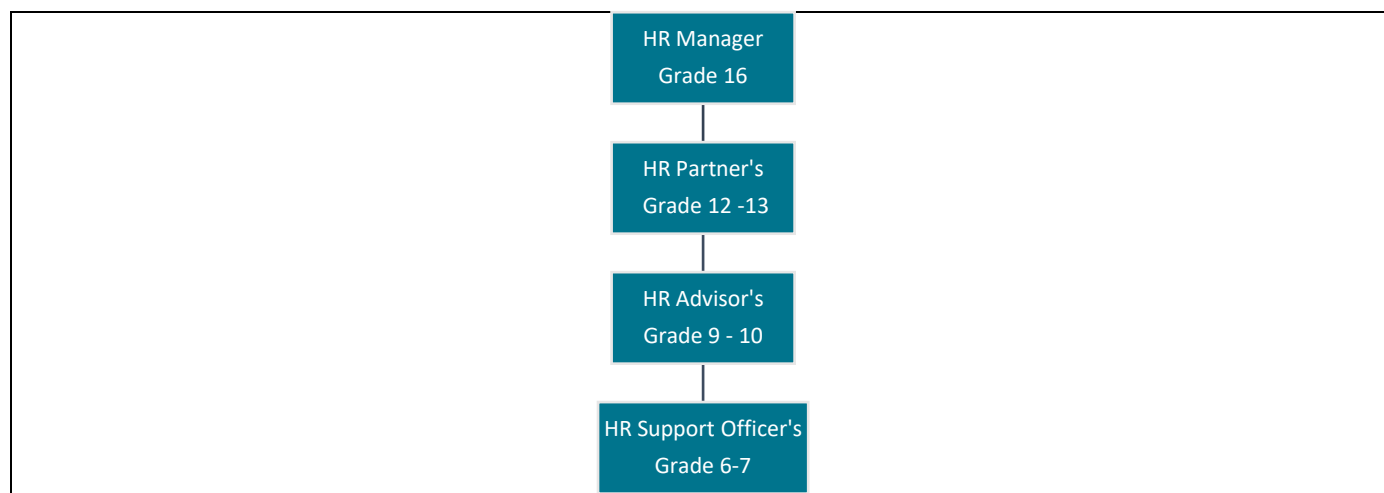 HR Manager
Grade 16
HR Partner's
Grade 12 -13
HR Advisor's
Grade 9 - 10
HR Support Officer's
Grade 6-7